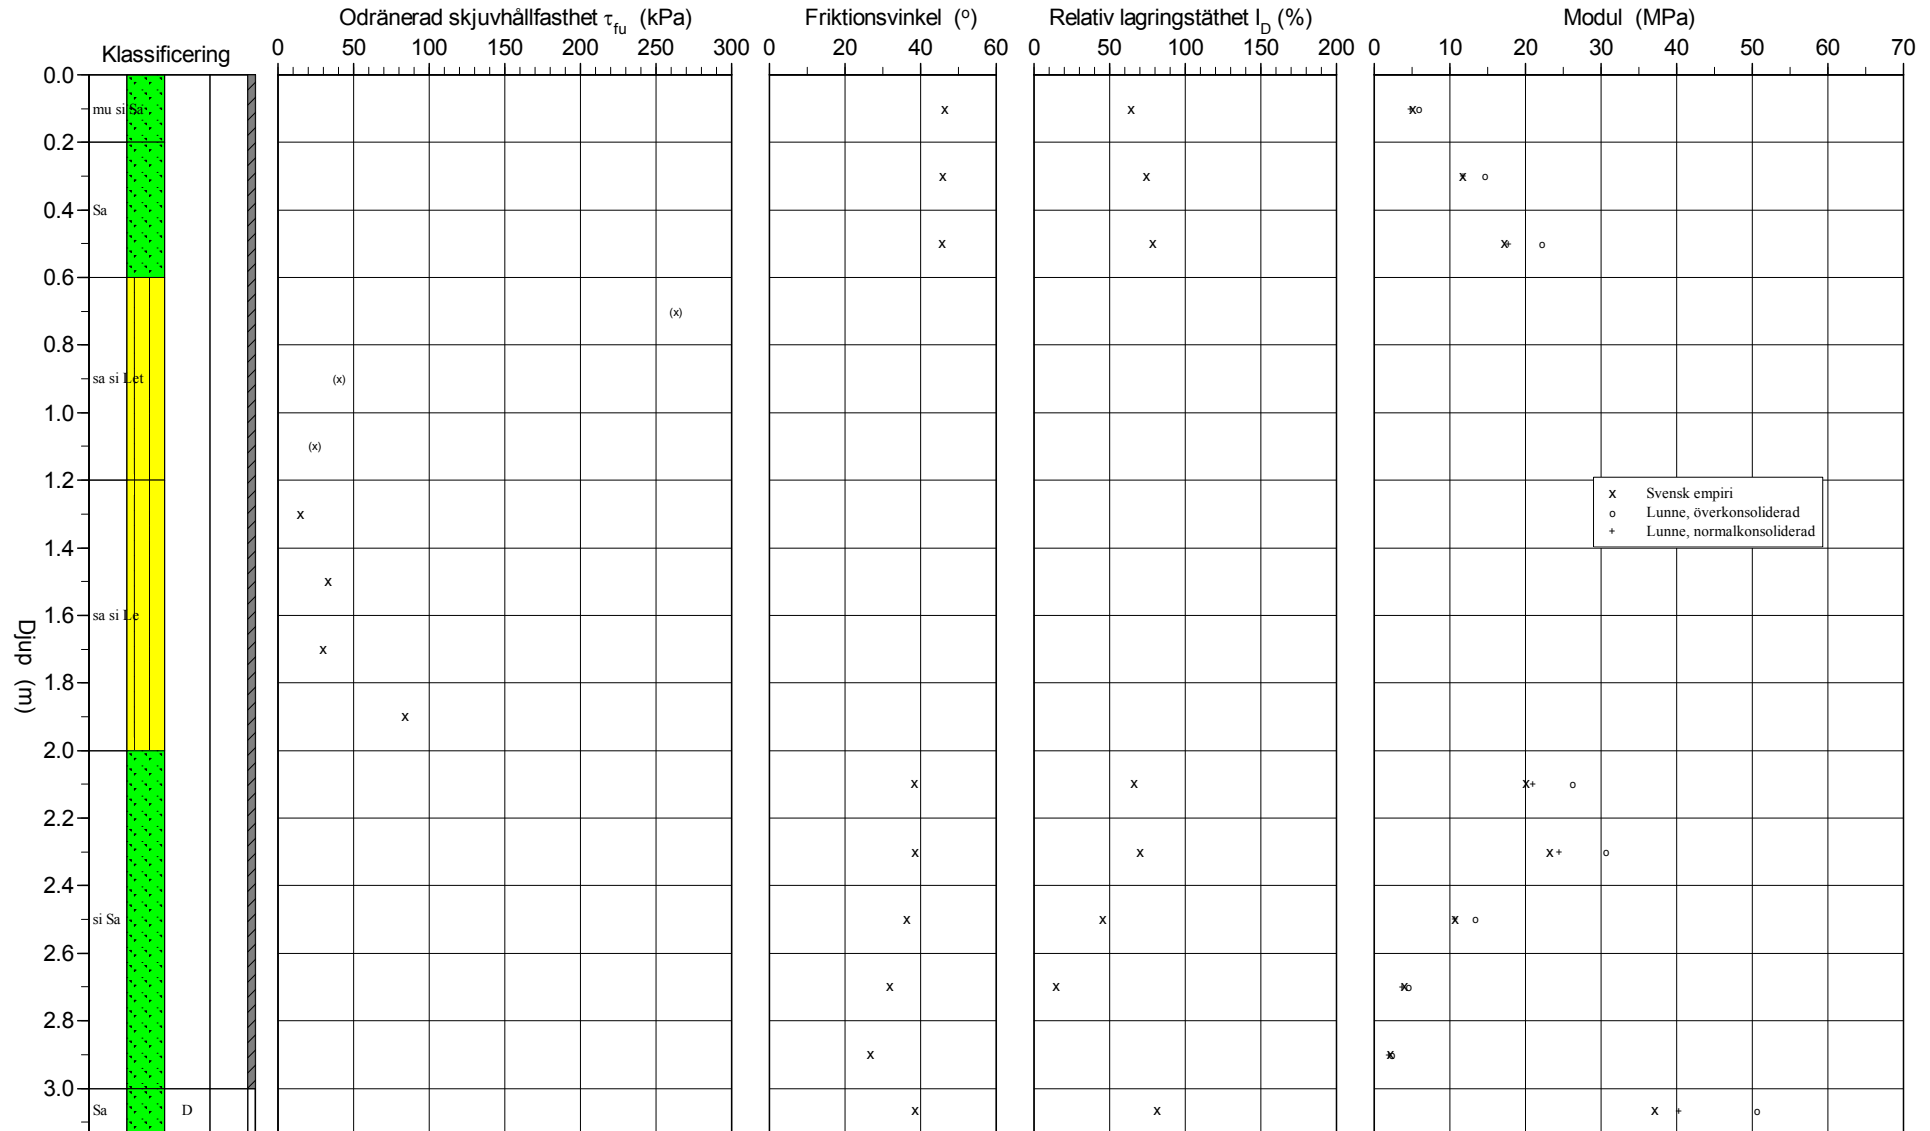 Odränerad skjuvhållfasthet τfu (kPa)
Friktionsvinkel (o)
Relativ lagringstäthet ID (%)
Modul (MPa)
Klassificering
0 50 100 150 200 250 300
0 20 40 60
0 50 100 150 200
0 10 20 30 40 50 60 70
0.0
mu si Sa
0.2
0.4 Sa
0.6
(x)
0.8
sa si Let
(x)
1.0
(x)
1.2
x Svensk empiri
o Lunne, överkonsoliderad
+ Lunne, normalkonsoliderad
1.4
1.6 sa si Le
Djup (m)
1.8
2.0
2.2
2.4
si Sa
2.6
2.8
3.0
Sa D